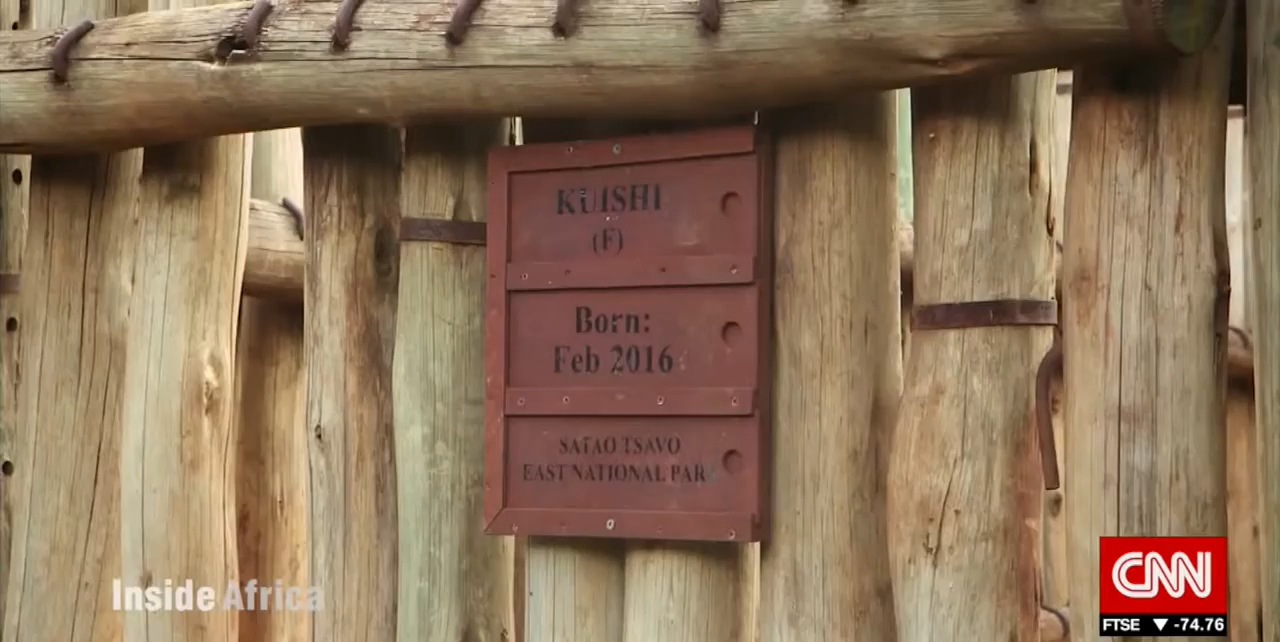 KUISHI
(F)
Born:
Feb 2016
SATAO TSAVO
EAST NATIONAL PARK
Inside Africa
CNN
FTSE ▼ -74.76